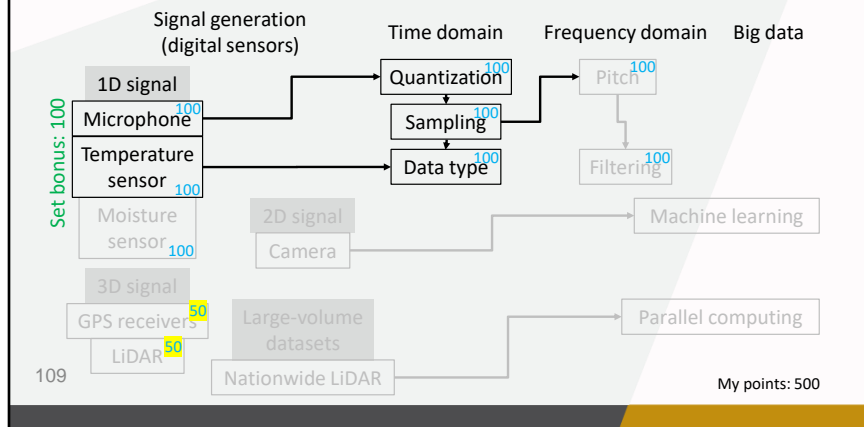 Signal generation
(digital sensors)
Time domain
Frequency domain
Big data
Set bonus: 100
1D signal
Microphone
100
Temperature
sensor
100
Moisture
sensor
100
Quantization
100
Sampling
100
Data type
100
Pitch
100
Filtering
100
2D signal
Camera
Machine learning
3D signal
GPS receivers
50
LiDAR
50
Large-volume
datasets
Nationwide LiDAR
Parallel computing
109
My points: 500